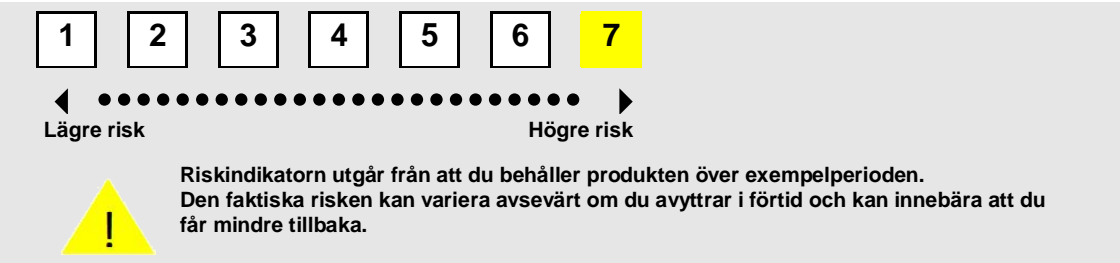 1 2 3 4 5 6 7
Lägre risk Högre risk
Riskindikatorn utgår från att du behåller produkten över exempelperioden.
Den faktiska risken kan variera avsevärt om du avyttrar i förtid och kan innebära att du
får mindre tillbaka.
!